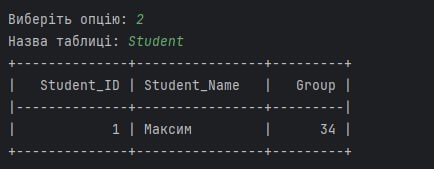 Виберіть опцію: 2
Назва таблиці: Student
+--------------+----------------+---------+
|   Student_ID | Student_Name   |   Group |
|--------------+----------------+---------|
|            1 | Максим         |      34 |
+--------------+----------------+---------+